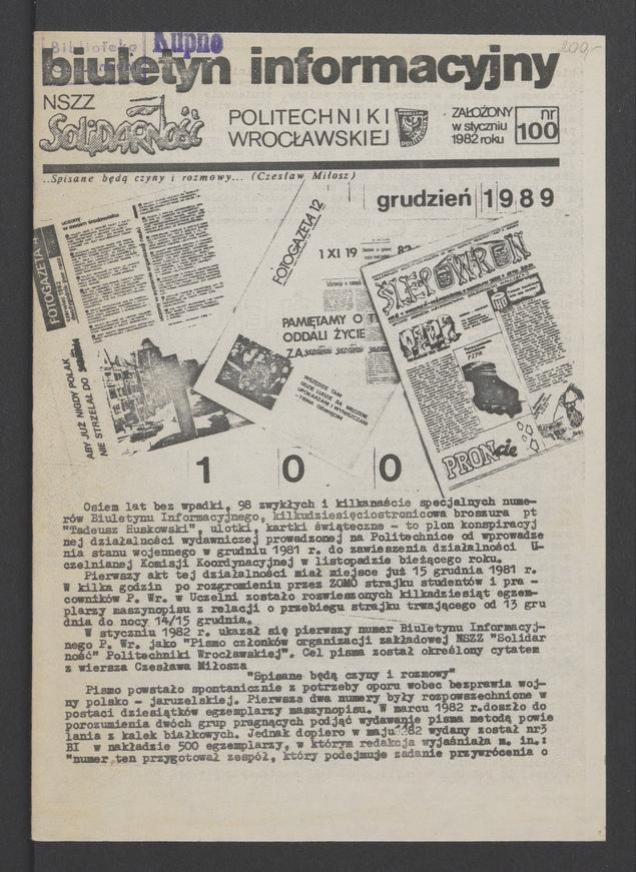 Biblioteka
Kupno
200,-
biuletyn informacyjny
NSZZ
SOLIDARNOŚĆ
POLITECHNIKI
WROCŁAWSKIEJ
ZAŁOŻONY
w styczniu
1982 roku
nr
100
..Spisane będą czyny i rozmowy... (Czesław Miłosz)
grudzień 1989
FOTOGAZETA
ABY JUŻ NIGDY POLAK
NIE STRZELAŁ DO
FOTOGAZETA 12
1 XI 19 82
PAMIĘTAMY O
ODDALI ŻYCIE
ZA
PRONcie
1 0 0
Osiem lat bez wpadki, 98 zwykłych i kilkanaście specjalnych nume-
rów Biuletynu Informacyjnego, kilkudziesięciostronicowa broszura pt
"Tadeusz Huskowski", ulotki, kartki świąteczne - to plon konspiracyj
nej działalności wydawniczej prowadzonej na Politechnice od wprowadze
nia stanu wojennego w grudniu 1981 r. do zawieszenia działalności U-
czelnianej Komisji Koordynacyjnej w listopadzie bieżącego roku.
Pierwszy akt tej działalności miał miejsce już 15 grudnia 1981 r.
W kilka godzin po rozgromieniu przez ZOMO strajku studentów i pra -
cowników P. Wr. w Uczelni zostało rozwieszonych kilkadziesiąt egzem-
plarzy maszynopisu z relacji o przebiegu strajku trwającego od 13 gru
dnia do nocy 14/15 grudnia.
W styczniu 1982 r. ukazał się pierwszy numer Biuletynu Informacyj-
nego P. Wr. jako "Pismo członków organizacji zakładowej NSZZ "Solidar
ność" Politechniki Wrocławskiej". Cel pisma został określony cytatem
z wiersza Czesława Miłosza
"Spisane będą czyny i rozmowy"
Pismo powstało spontanicznie z potrzeby oporu wobec bezprawia woj-
ny polsko - jaruzelskiej. Pierwsze dwa numery były rozpowszechnione w
postaci dziesiątków egzemplarzy maszynopisu. W marcu 1982 r.doszło do
porozumienia dwóch grup pragnących podjąć wydawanie pisma metodą powie
lania z kalek białkowych. Jednak dopiero w maju 82 wydany został nr3
BI w nakładzie 500 egzemplarzy, w którym redakcja wyjaśniała m. in.:
"numer ten przygotował zespół, który podejmuje zadanie przywrócenia o